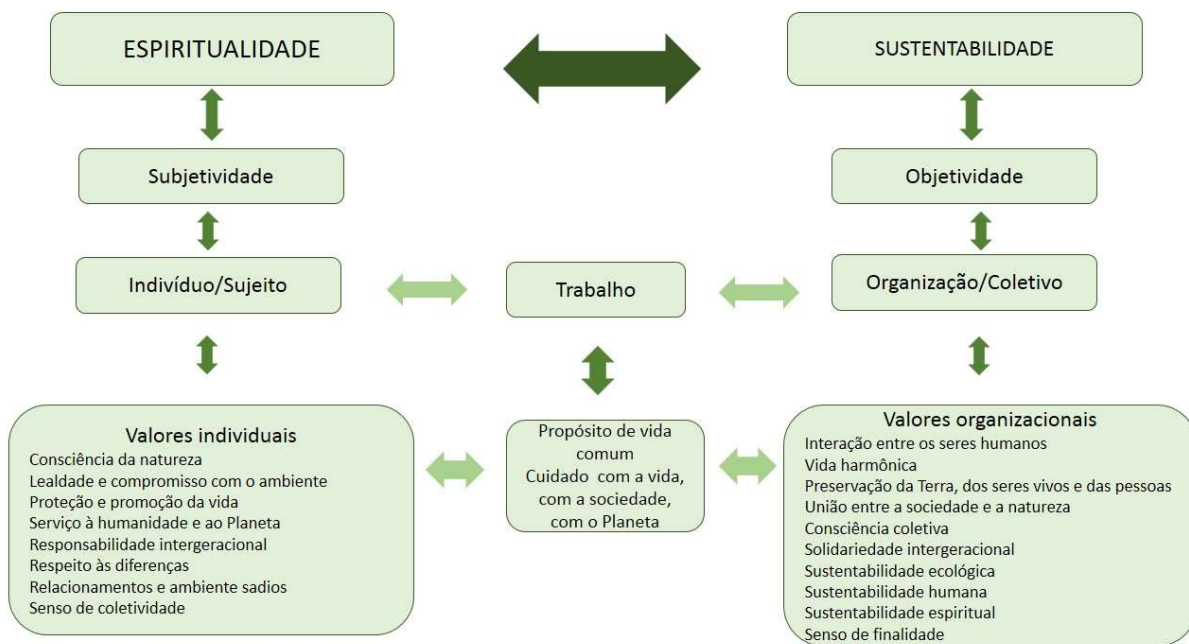 ESPIRITUALIDADE
SUSTENTABILIDADE
Subjetividade
Objetividade
Indivíduo/Sujeito
Trabalho
Organização/Coletivo
Valores individuais
Consciência da natureza
Lealdade e compromisso com o ambiente
Proteção e promoção da vida
Serviço à humanidade e ao Planeta
Responsabilidade intergeracional
Respeito às diferenças
Relacionamentos e ambiente sadios
Senso de coletividade
Propósito de vida
comum
Cuidado com a vida,
com a sociedade,
com o Planeta
Valores organizacionais
Interação entre os seres humanos
Vida harmônica
Preservação da Terra, dos seres vivos e das pessoas
União entre a sociedade e a natureza
Consciência coletiva
Solidariedade intergeracional
Sustentabilidade ecológica
Sustentabilidade humana
Sustentabilidade espiritual
Senso de finalidade